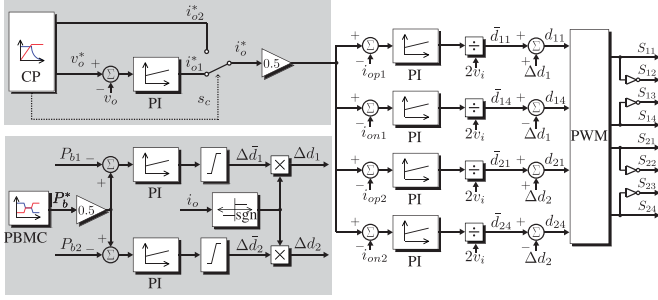 i*o2
v*o + i*o1 i*o 0.5
CP − vo PI sc
Pb1 − + PI Δd̄1 × Δd1
P*b 0.5 io sgn
PBMC
Pb2 − + PI Δd̄2 × Δd2
+ Σ − iop1 PI d̄11 ÷ 2vi + Σ + Δd1 d11
+ Σ − ion1 PI d̄14 ÷ 2vi + Σ − Δd1 d14
+ Σ − iop2 PI d̄21 ÷ 2vi + Σ + Δd2 d21
+ Σ − ion2 PI d̄24 ÷ 2vi + Σ − Δd2 d24
PWM
S11
S12
S13
S14
S21
S22
S23
S24